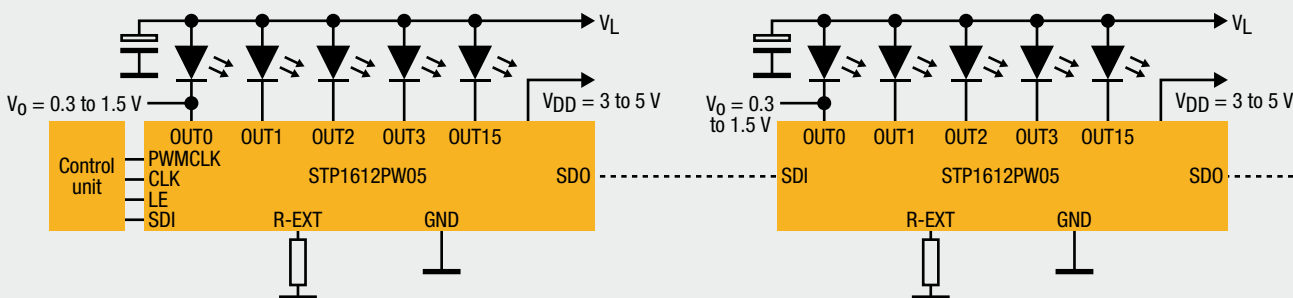 VL
VL
VDD = 3 to 5 V
VDD = 3 to 5 V
VO = 0.3 to 1.5 V
VO = 0.3
to 1.5 V
OUT0 OUT1 OUT2 OUT3 OUT15
OUT0 OUT1 OUT2 OUT3 OUT15
Control
unit
PWMCLK
CLK
LE
SDI
STP1612PW05
SDO
SDI
STP1612PW05
SDO
R-EXT GND
R-EXT GND